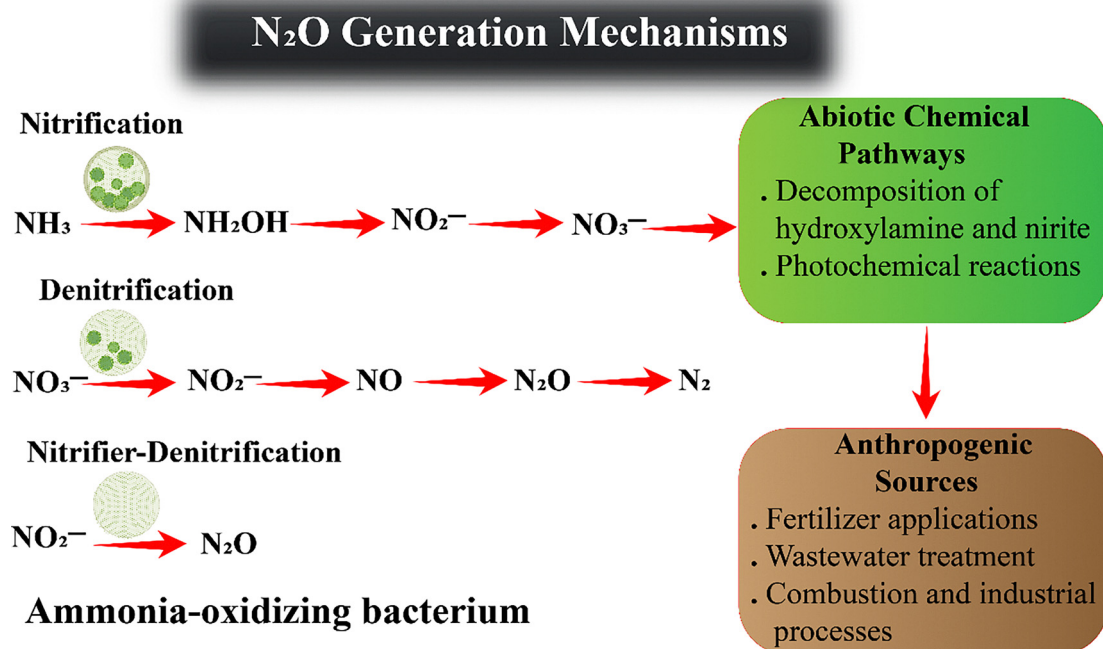 N₂O Generation Mechanisms
Nitrification
NH₃ NH₂OH NO₂⁻ NO₃⁻
Denitrification
NO₃⁻ NO₂⁻ NO N₂O N₂
Nitrifier-Denitrification
NO₂⁻ N₂O
Ammonia-oxidizing bacterium
Abiotic Chemical
Pathways
. Decomposition of
hydroxylamine and nirite
. Photochemical reactions
Anthropogenic
Sources
. Fertilizer applications
. Wastewater treatment
. Combustion and industrial
processes